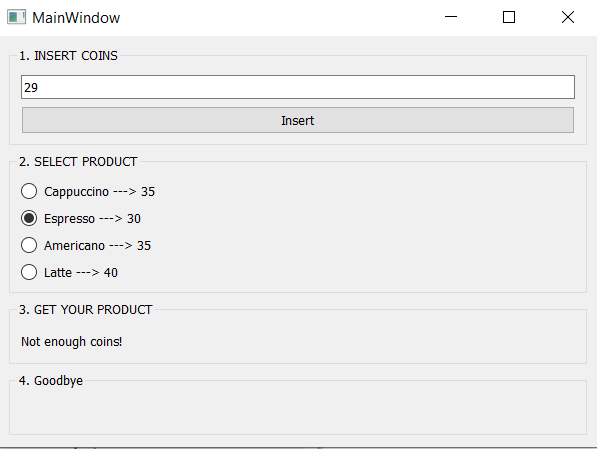 MainWindow
1. INSERT COINS
29
Insert
2. SELECT PRODUCT
Cappuccino ---> 35
Espresso ---> 30
Americano ---> 35
Latte ---> 40
3. GET YOUR PRODUCT
Not enough coins!
4. Goodbye